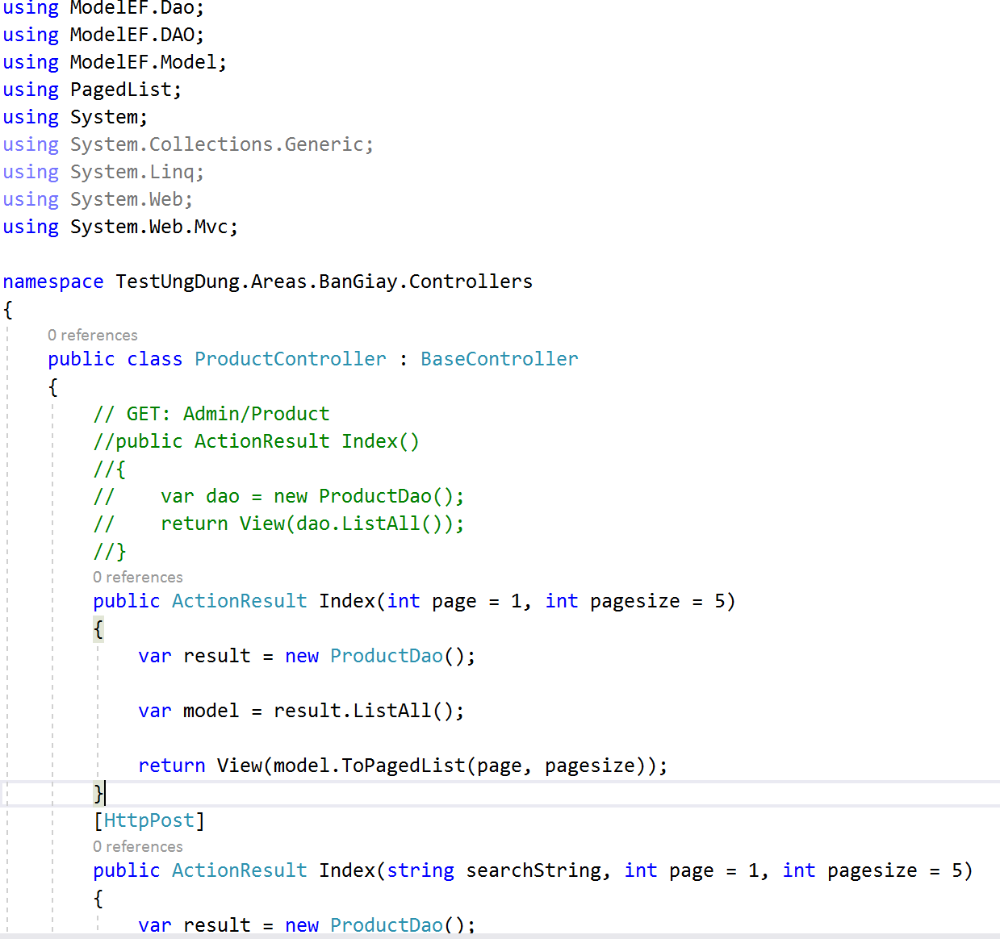 using ModelEF.Dao;
using ModelEF.DAO;
using ModelEF.Model;
using PagedList;
using System;
using System.Collections.Generic;
using System.Linq;
using System.Web;
using System.Web.Mvc;

namespace TestUngDung.Areas.BanGiay.Controllers
{
    0 references
    public class ProductController : BaseController
    {
        // GET: Admin/Product
        //public ActionResult Index()
        //{
        //    var dao = new ProductDao();
        //    return View(dao.ListAll());
        //}
        0 references
        public ActionResult Index(int page = 1, int pagesize = 5)
        {
            var result = new ProductDao();

            var model = result.ListAll();

            return View(model.ToPagedList(page, pagesize));
        }
        [HttpPost]
        0 references
        public ActionResult Index(string searchString, int page = 1, int pagesize = 5)
        {
            var result = new ProductDao();